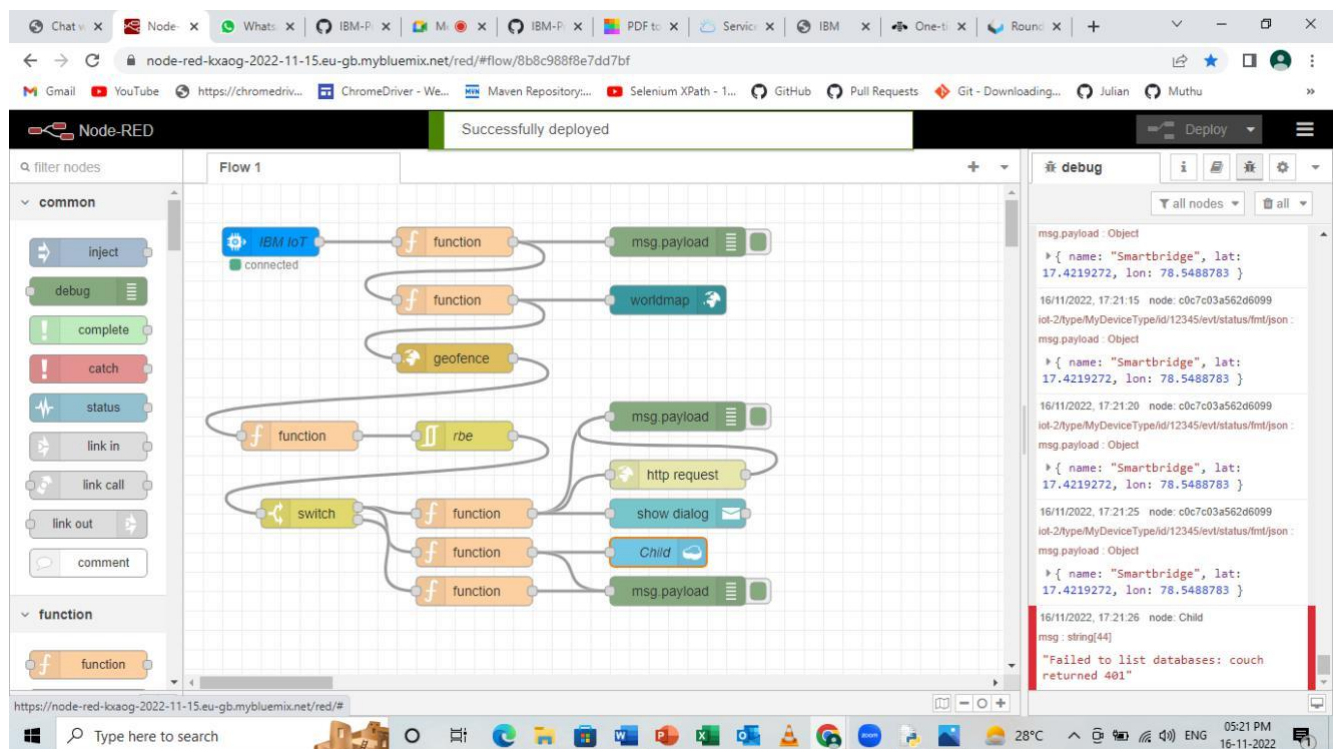 Chat w
Node-
Whats
IBM-P
M
IBM-P
PDF to
Servic
IBM
One-ti
Round
node-red-kxaog-2022-11-15.eu-gb.mybluemix.net/red/#flow/8b8c988f8e7dd7bf
Gmail
YouTube
https://chromedriv...
ChromeDriver - We...
Maven Repository:...
Selenium XPath - 1...
GitHub
Pull Requests
Git - Downloading...
Julian
Muthu
»
Node-RED
Successfully deployed
Deploy
filter nodes
Flow 1
debug
all nodes
all
common
inject
debug
complete
catch
status
link in
link call
link out
comment
function
function
IBM IoT
connected
function
msg.payload
function
worldmap
geofence
msg.payload
function
rbe
http request
switch
function
show dialog
function
Child
function
msg.payload
msg.payload : Object
{ name: "Smartbridge", lat:
17.4219272, lon: 78.5488783 }
16/11/2022, 17:21:15 node: c0c7c03a562d6099
iot-2/type/MyDeviceType/id/12345/evt/status/fmt/json :
msg.payload : Object
{ name: "Smartbridge", lat:
17.4219272, lon: 78.5488783 }
16/11/2022, 17:21:20 node: c0c7c03a562d6099
iot-2/type/MyDeviceType/id/12345/evt/status/fmt/json :
msg.payload : Object
{ name: "Smartbridge", lat:
17.4219272, lon: 78.5488783 }
16/11/2022, 17:21:25 node: c0c7c03a562d6099
iot-2/type/MyDeviceType/id/12345/evt/status/fmt/json :
msg.payload : Object
{ name: "Smartbridge", lat:
17.4219272, lon: 78.5488783 }
16/11/2022, 17:21:26 node: Child
msg : string[44]
"Failed to list databases: couch
returned 401"
https://node-red-kxaog-2022-11-15.eu-gb.mybluemix.net/red/#
Type here to search
zoom
28°C
ENG
05:21 PM
16-11-2022